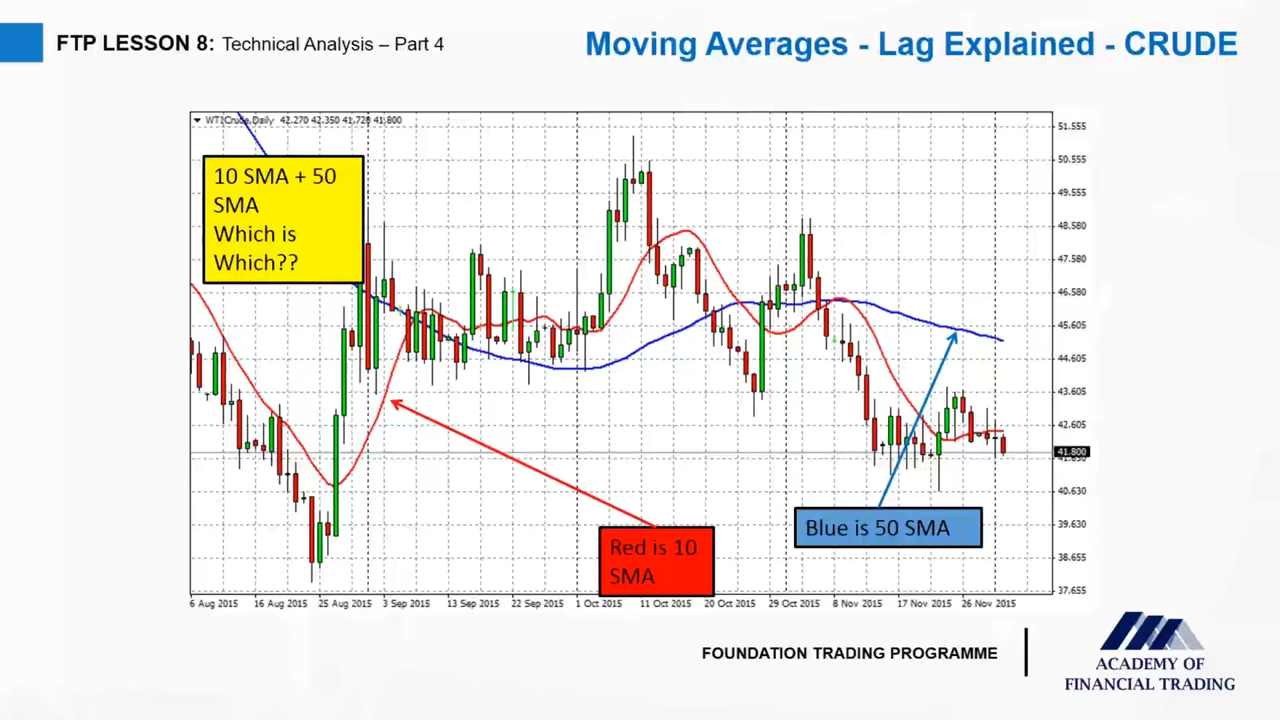 FTP LESSON 8: Technical Analysis – Part 4
Moving Averages - Lag Explained - CRUDE
WTICrude,Daily 42.270 42.350 41.720 41.800
10 SMA + 50
SMA
Which is
Which??
Red is 10
SMA
Blue is 50 SMA
51.555
50.555
49.555
48.580
47.580
46.580
45.605
44.605
43.605
42.605
41.800
40.630
39.630
38.655
37.655
6 Aug 2015
16 Aug 2015
25 Aug 2015
3 Sep 2015
13 Sep 2015
22 Sep 2015
1 Oct 2015
11 Oct 2015
20 Oct 2015
29 Oct 2015
8 Nov 2015
17 Nov 2015
26 Nov 2015
FOUNDATION TRADING PROGRAMME
ACADEMY OF
FINANCIAL TRADING